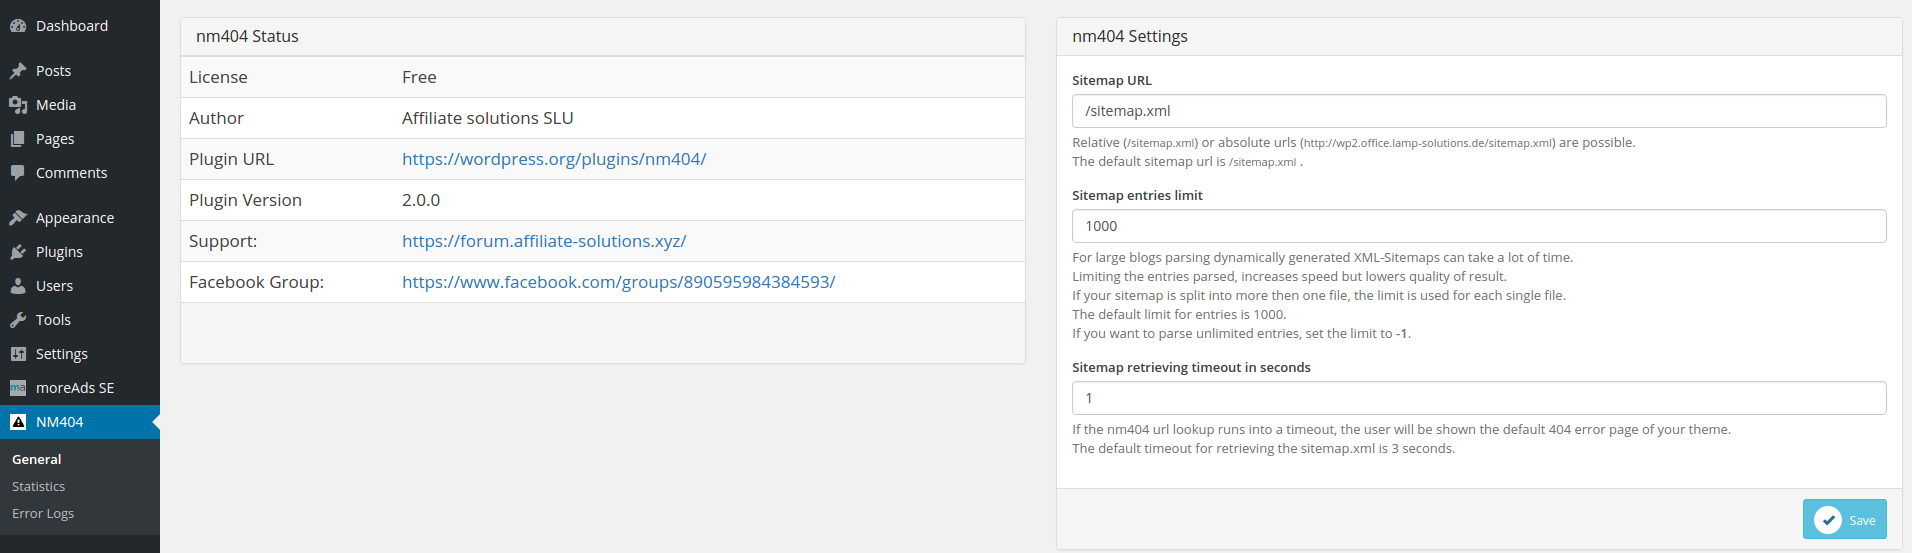 Dashboard
Posts
Media
Pages
Comments
Appearance
Plugins
Users
Tools
Settings
ma moreAds SE
NM404
General
Statistics
Error Logs
nm404 Status
License Free
Author Affiliate solutions SLU
Plugin URL https://wordpress.org/plugins/nm404/
Plugin Version 2.0.0
Support: https://forum.affiliate-solutions.xyz/
Facebook Group: https://www.facebook.com/groups/890595984384593/
nm404 Settings
Sitemap URL
/sitemap.xml
Relative (/sitemap.xml) or absolute urls (http://wp2.office.lamp-solutions.de/sitemap.xml) are possible.
The default sitemap url is /sitemap.xml .
Sitemap entries limit
1000
For large blogs parsing dynamically generated XML-Sitemaps can take a lot of time.
Limiting the entries parsed, increases speed but lowers quality of result.
If your sitemap is split into more then one file, the limit is used for each single file.
The default limit for entries is 1000.
If you want to parse unlimited entries, set the limit to -1.
Sitemap retrieving timeout in seconds
1
If the nm404 url lookup runs into a timeout, the user will be shown the default 404 error page of your theme.
The default timeout for retrieving the sitemap.xml is 3 seconds.
Save